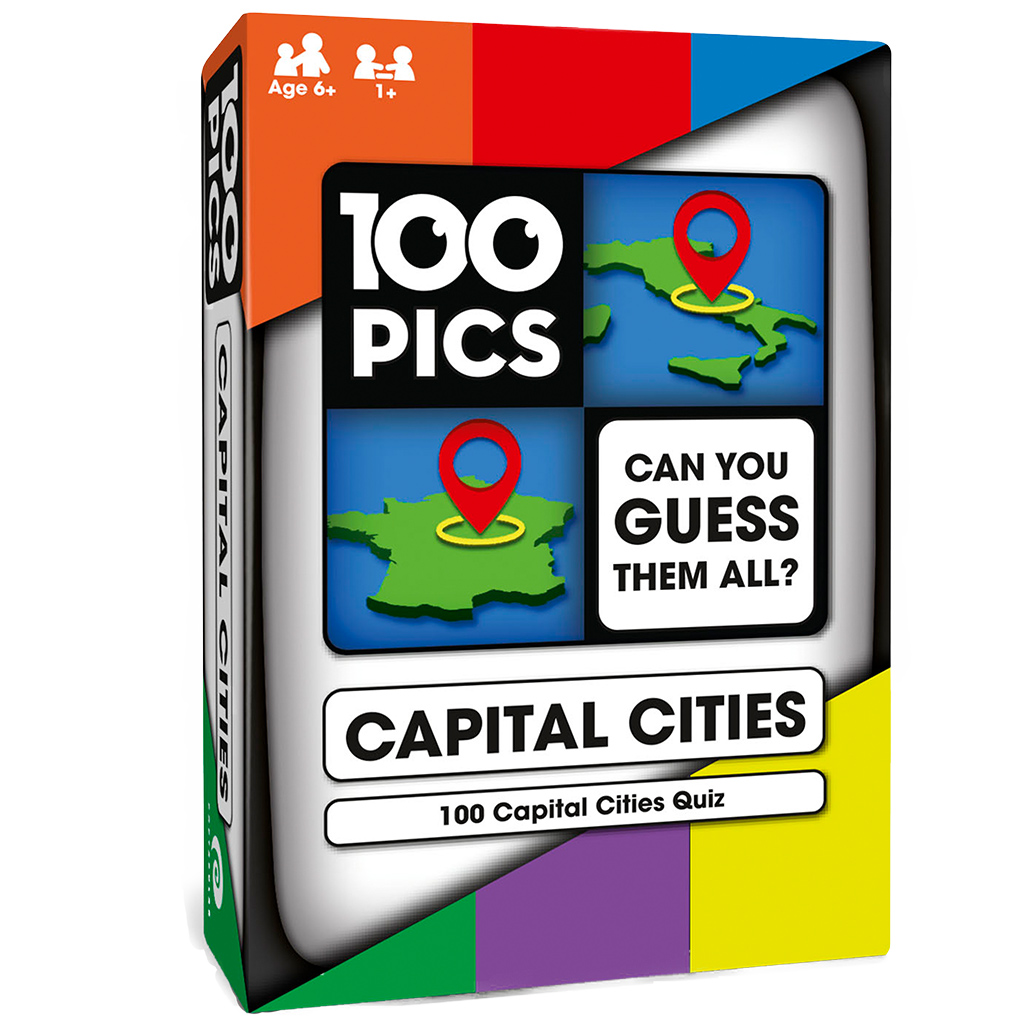 Age 6+
1+
100
PICS
CAN YOU
GUESS
THEM ALL?
CAPITAL CITIES
100 Capital Cities Quiz
100
PICS
CAPITAL CITIES